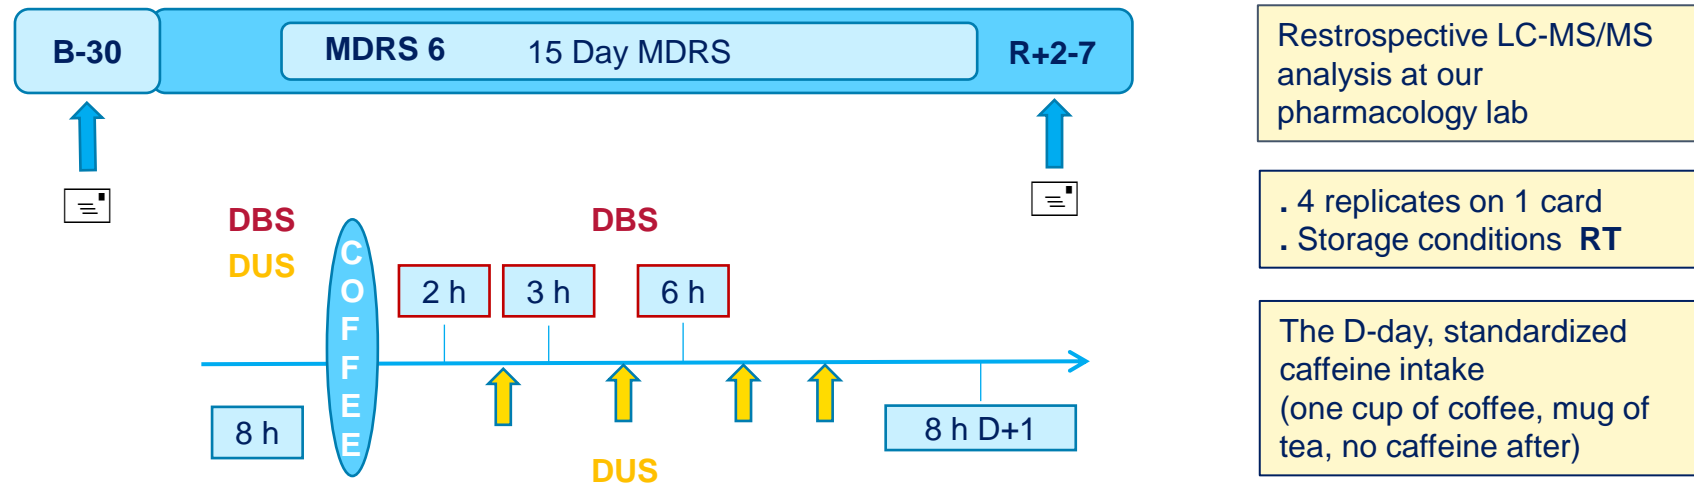 B-30
MDRS 6 15 Day MDRS
R+2-7
DBS
DUS
COFFEE
DBS
2 h
3 h
6 h
8 h
8 h D+1
DUS
Restrospective LC-MS/MS
analysis at our
pharmacology lab
. 4 replicates on 1 card
. Storage conditions RT
The D-day, standardized
caffeine intake
(one cup of coffee, mug of
tea, no caffeine after)